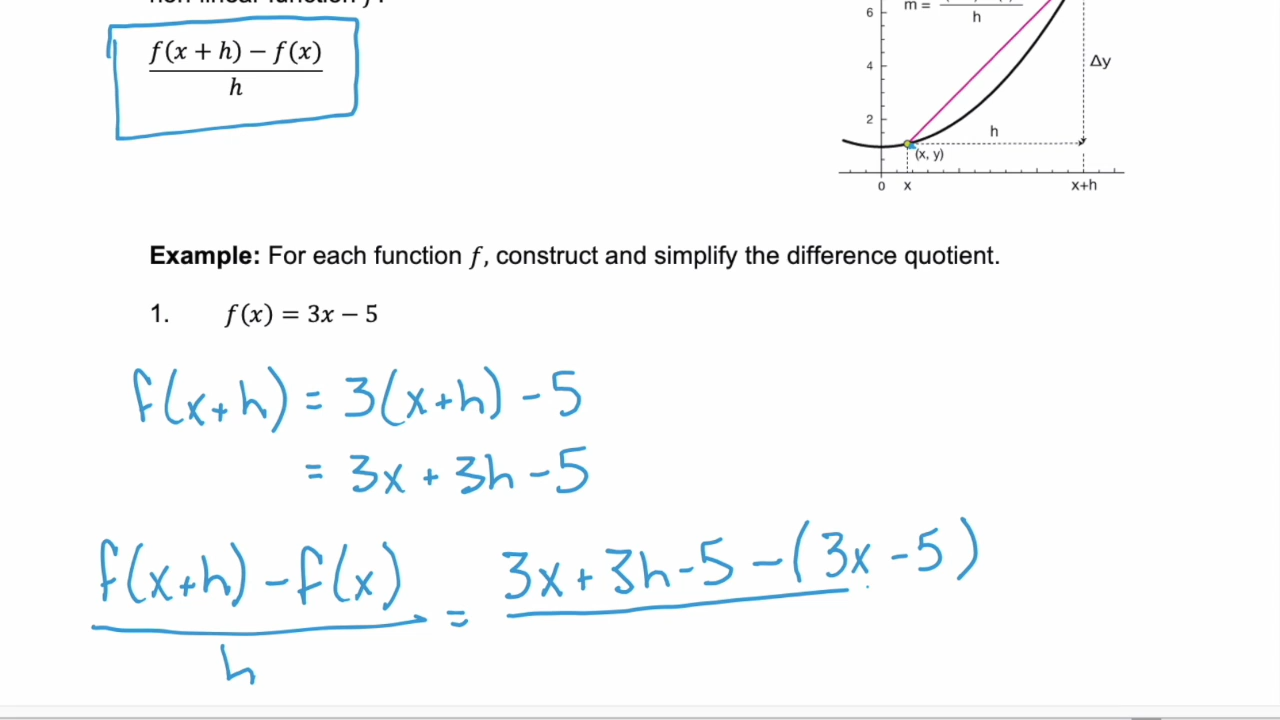 f(x + h) − f(x)
h
6
m =
h
4
Δy
2
h
(x, y)
0
x
x+h
Example: For each function f, construct and simplify the difference quotient.
1. f(x) = 3x − 5
f(x+h) = 3(x+h) - 5
= 3x + 3h - 5
f(x+h) - f(x) = 3x + 3h - 5 - (3x - 5)
h